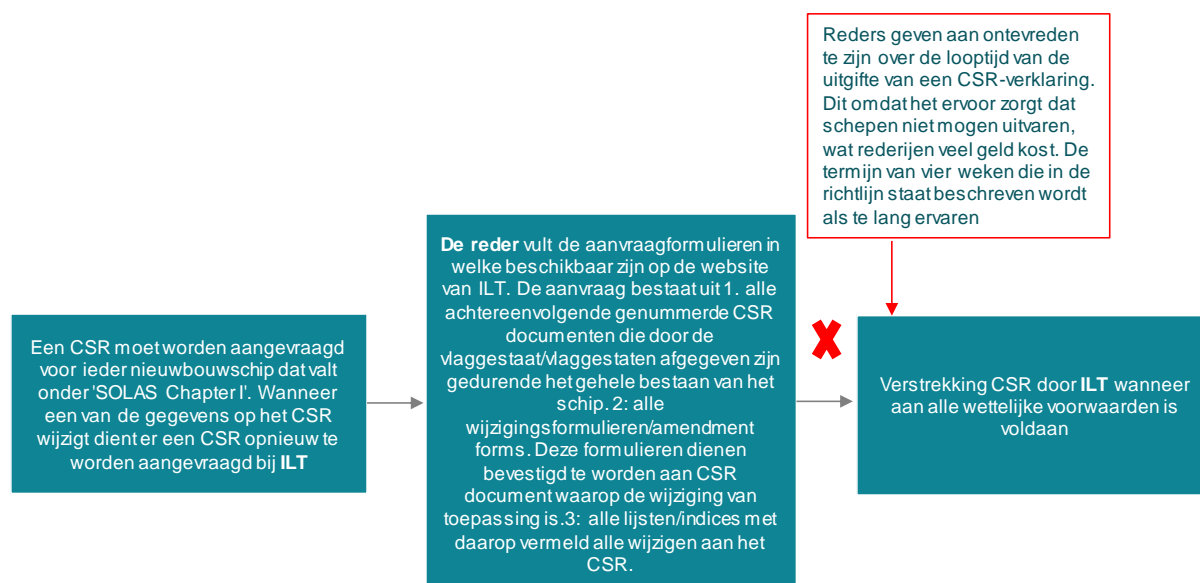 Reders geven aan ontevreden
te zijn over de looptijd van de
uitgifte van een CSR-verklaring.
Dit omdat het ervoor zorgt dat
schepen niet mogen uitvaren,
wat rederijen veel geld kost. De
termijn van vier weken die in de
richtlijn staat beschreven wordt
als te lang ervaren
Een CSR moet worden aangevraagd
voor ieder nieuwbouwschip dat valt
onder 'SOLAS Chapter I'. Wanneer
een van de gegevens op het CSR
wijzigt dient er een CSR opnieuw te
worden aangevraagd bij ILT
De reder vult de aanvraagformulieren in
welke beschikbaar zijn op de website
van ILT. De aanvraag bestaat uit 1. alle
achtereenvolgende genummerde CSR
documenten die door de
vlaggestaat/vlaggestaten afgegeven zijn
gedurende het gehele bestaan van het
schip. 2: alle
wijzigingsformulieren/amendment
forms. Deze formulieren dienen
bevestigd te worden aan CSR
document waarop de wijziging van
toepassing is.3: alle lijsten/indices met
daarop vermeld alle wijzigen aan het
CSR.
Verstrekking CSR door ILT wanneer
aan alle wettelijke voorwaarden is
voldaan